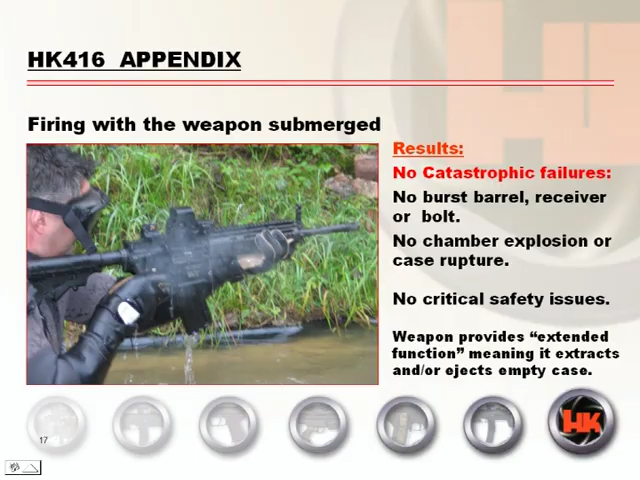 HK416  APPENDIX
Firing with the weapon submerged
Results:
No Catastrophic failures:
No burst barrel, receiver
or  bolt.
No chamber explosion or
case rupture.
No critical safety issues.
Weapon provides “extended
function” meaning it extracts
and/or ejects empty case.
17
HK